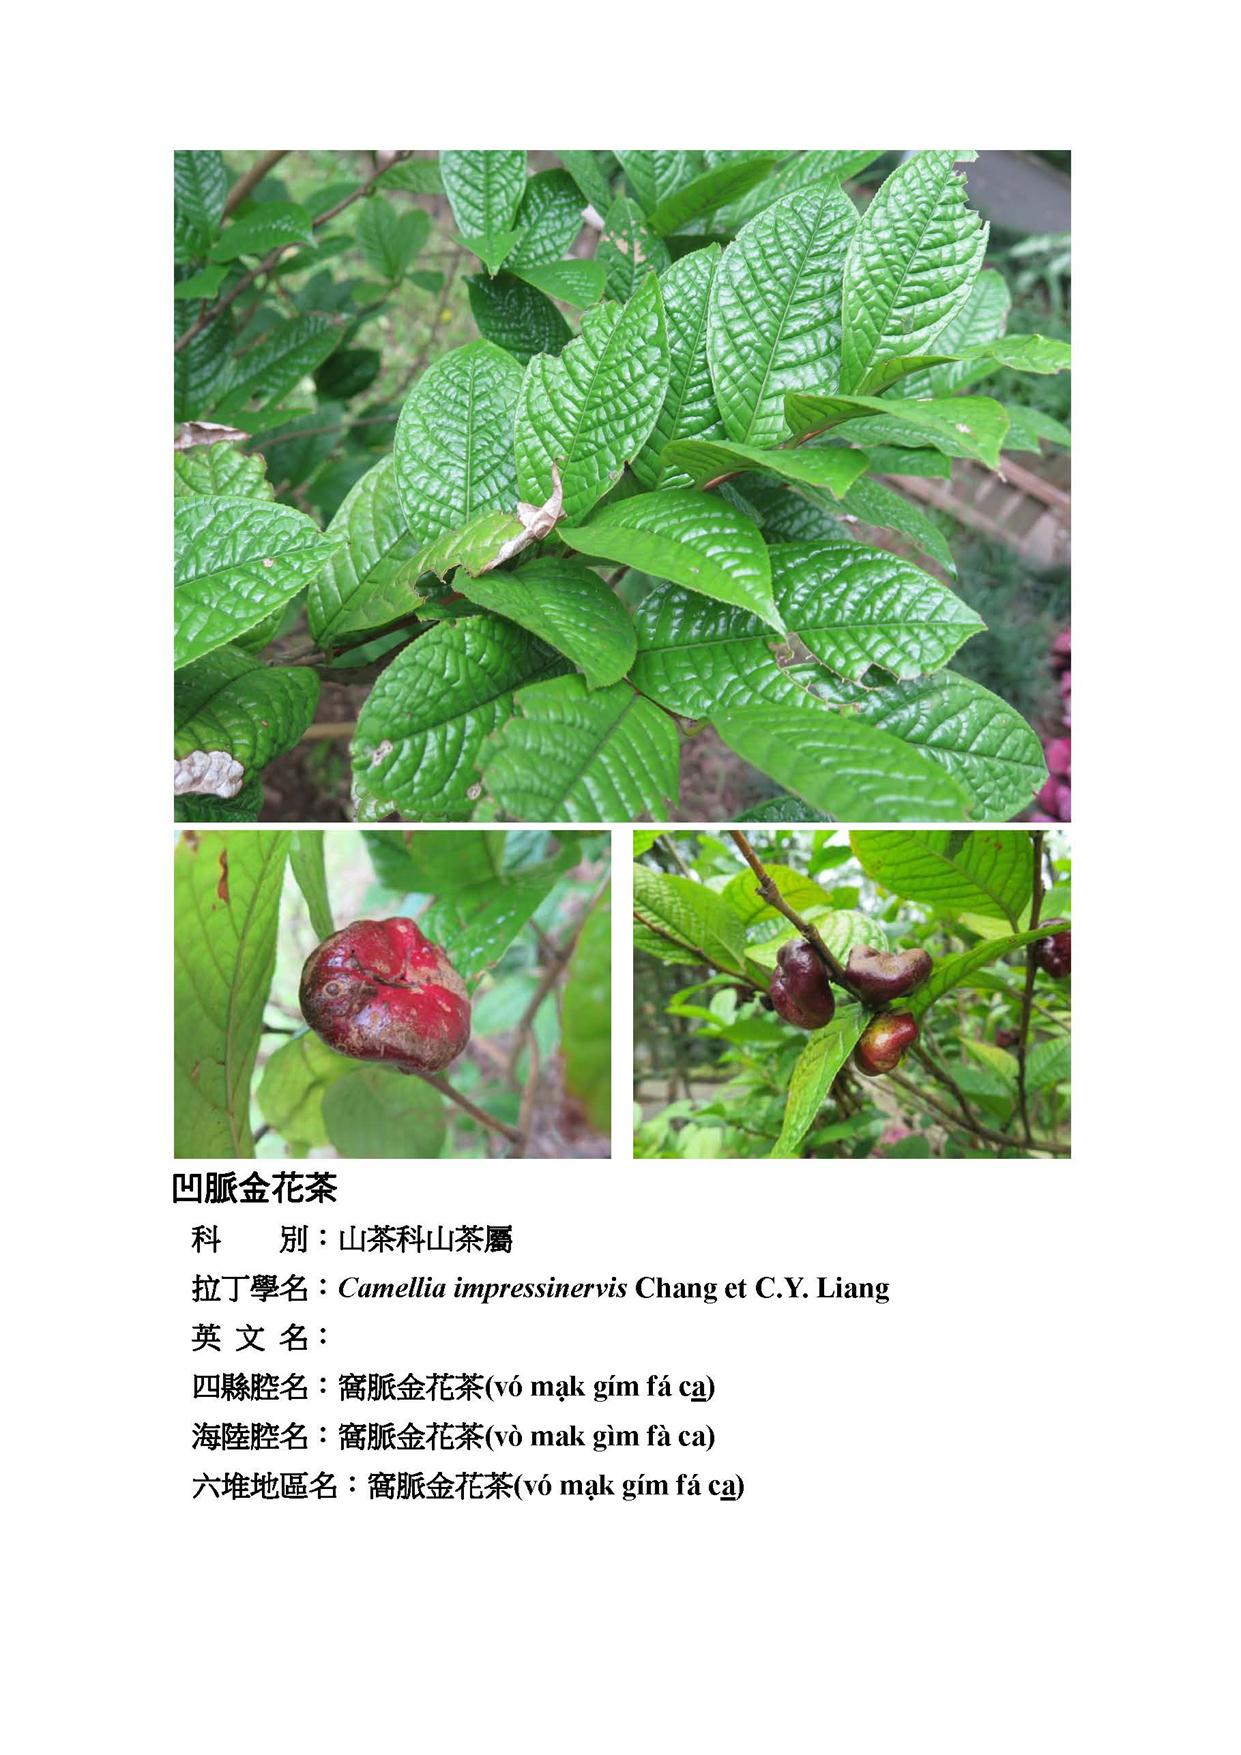 凹脈金花茶
科　　別：山茶科山茶屬
拉丁學名：Camellia impressinervis Chang et C.Y. Liang
英 文 名：
四縣腔名：窩脈金花茶(vó mạk gím fá ca̲)
海陸腔名：窩脈金花茶(vò mak gìm fà ca)
六堆地區名：窩脈金花茶(vó mạk gím fá ca̲)